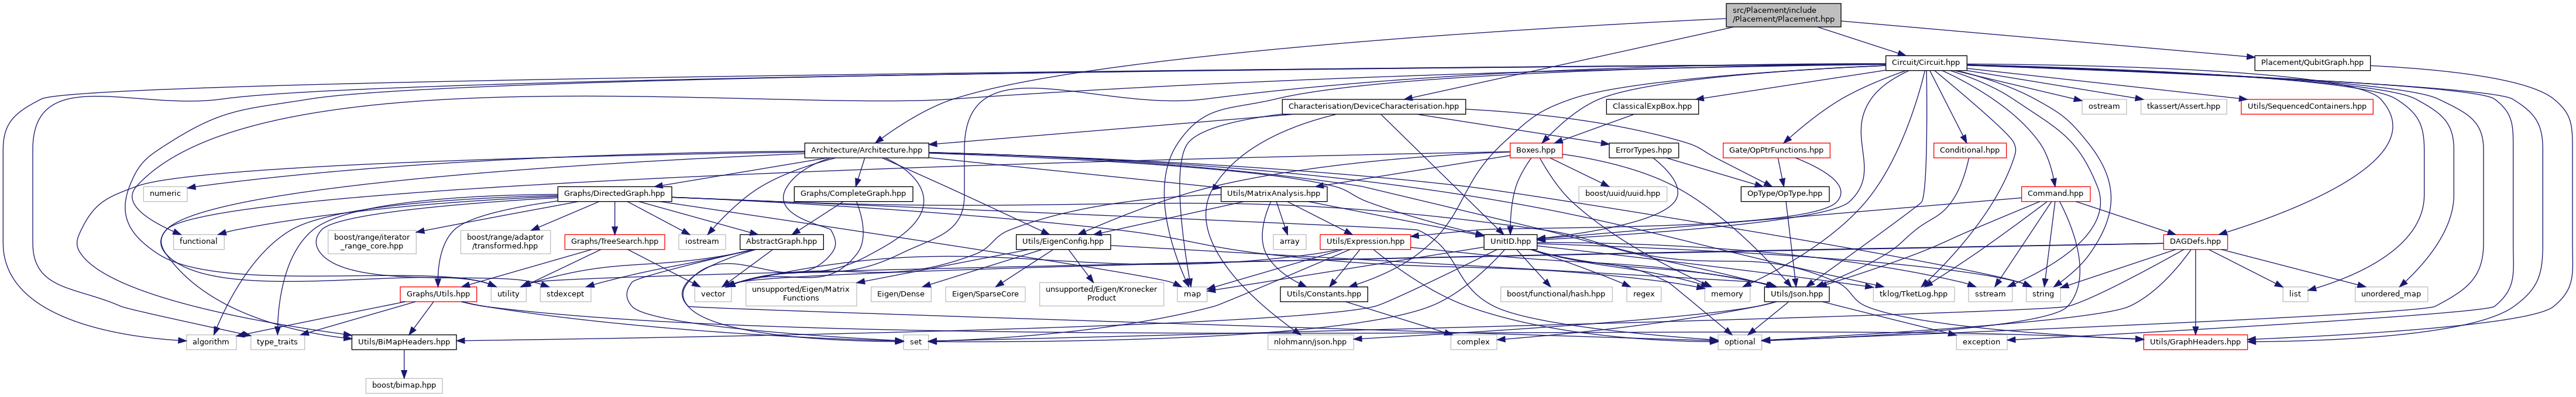 src/Placement/include
/Placement/Placement.hpp
Circuit/Circuit.hpp
Placement/QubitGraph.hpp
Characterisation/DeviceCharacterisation.hpp
ClassicalExpBox.hpp
ostream
tkassert/Assert.hpp
Utils/SequencedContainers.hpp
Architecture/Architecture.hpp
Boxes.hpp
ErrorTypes.hpp
Gate/OpPtrFunctions.hpp
Conditional.hpp
numeric
Graphs/DirectedGraph.hpp
Graphs/CompleteGraph.hpp
Utils/MatrixAnalysis.hpp
boost/uuid/uuid.hpp
OpType/OpType.hpp
Command.hpp
functional
boost/range/iterator
_range_core.hpp
boost/range/adaptor
/transformed.hpp
Graphs/TreeSearch.hpp
iostream
AbstractGraph.hpp
Utils/EigenConfig.hpp
array
Utils/Expression.hpp
UnitID.hpp
DAGDefs.hpp
Graphs/Utils.hpp
utility
stdexcept
vector
unsupported/Eigen/Matrix
Functions
Eigen/Dense
Eigen/SparseCore
unsupported/Eigen/Kronecker
Product
map
Utils/Constants.hpp
boost/functional/hash.hpp
regex
memory
Utils/Json.hpp
tklog/TketLog.hpp
sstream
string
list
unordered_map
algorithm
type_traits
Utils/BiMapHeaders.hpp
set
nlohmann/json.hpp
complex
optional
exception
Utils/GraphHeaders.hpp
boost/bimap.hpp